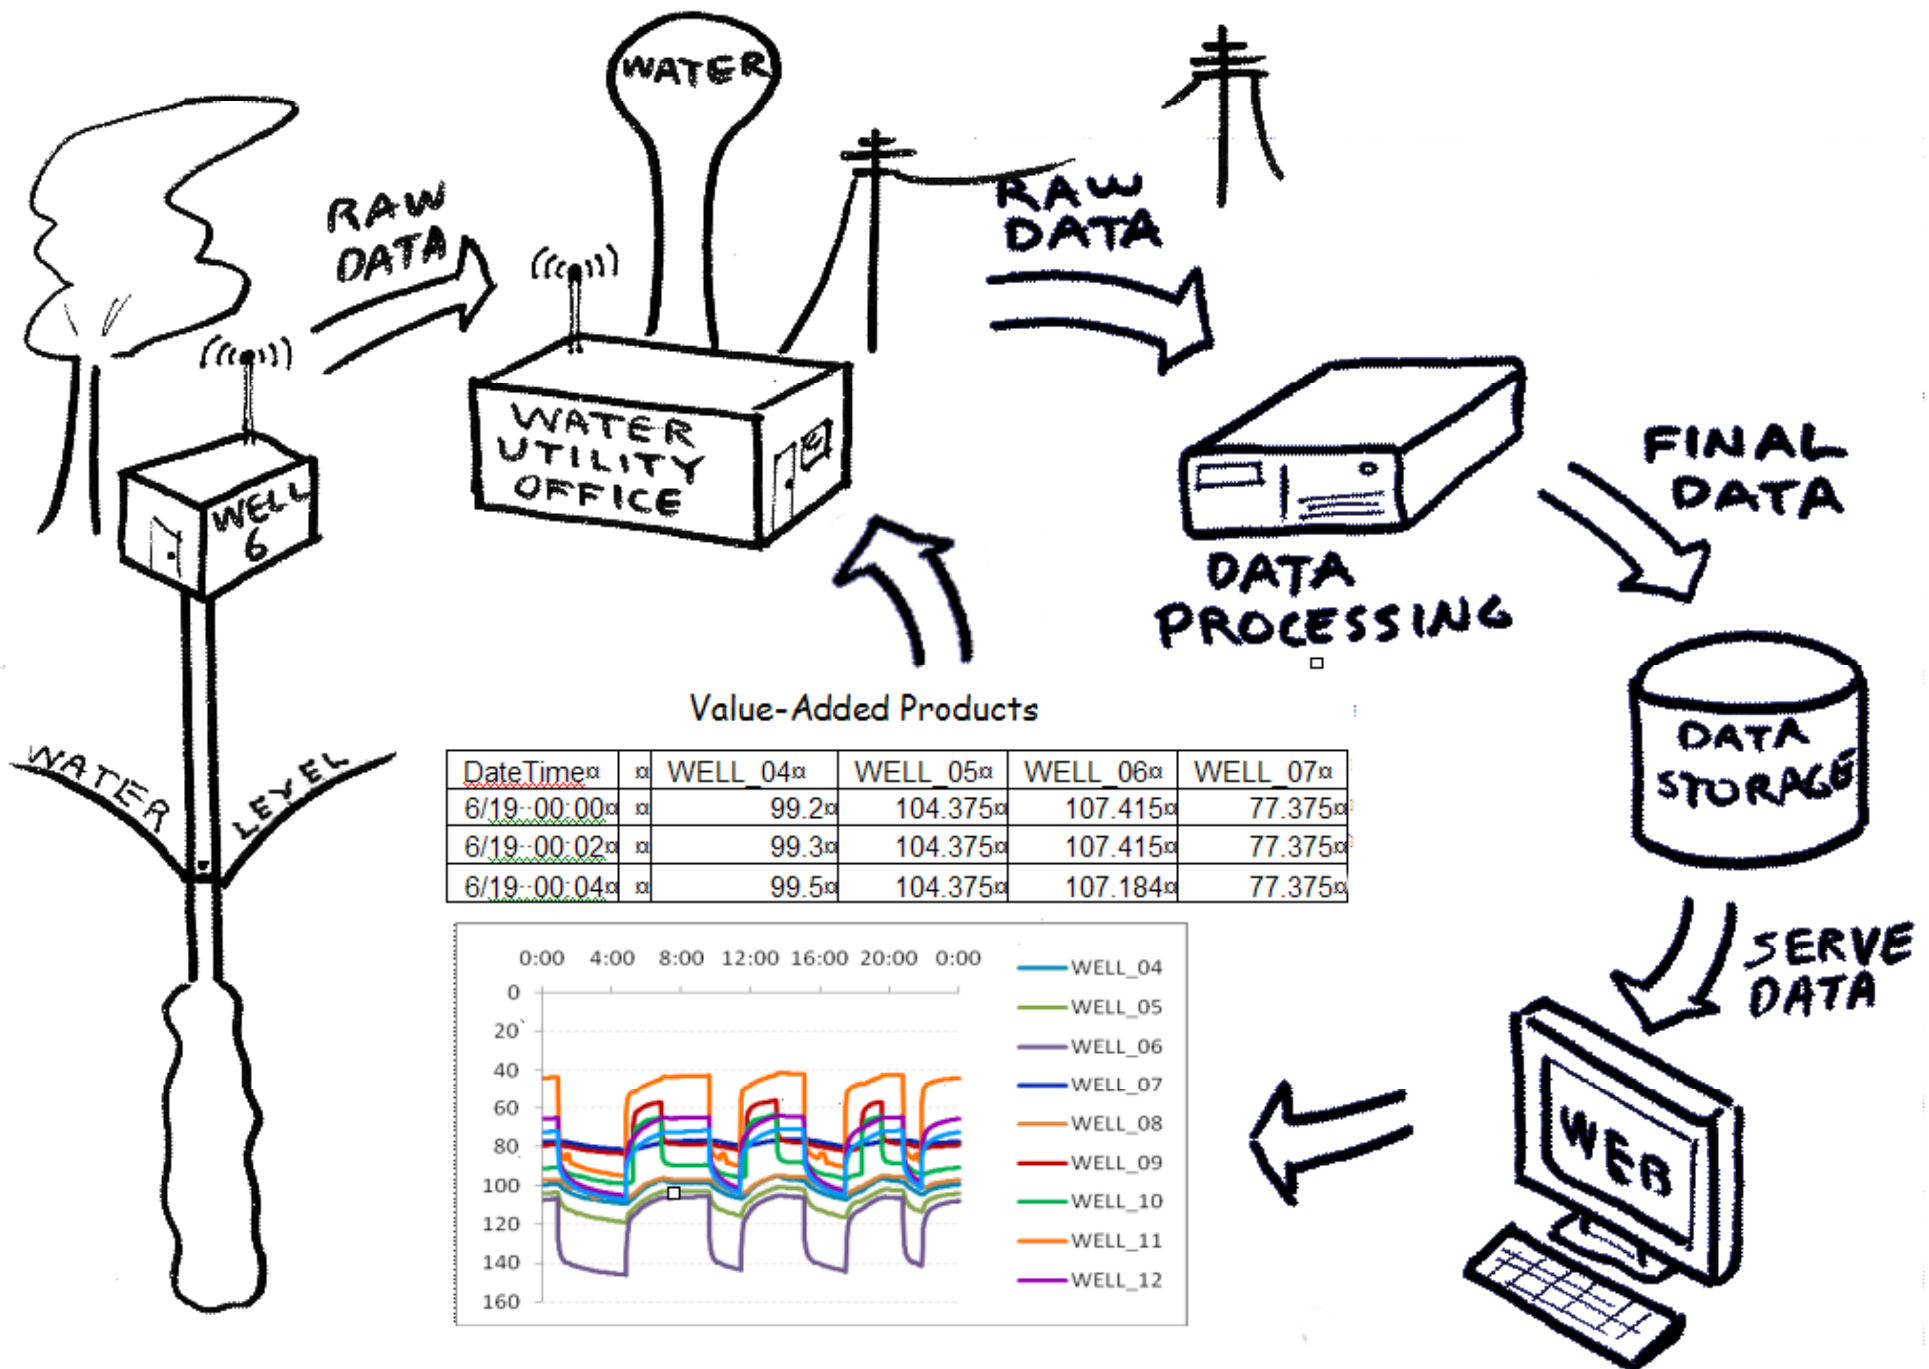 WATER
RAW
DATA
RAW
DATA
WATER
UTILITY
OFFICE
WELL
6
FINAL
DATA
DATA
PROCESSING
WATER LEVEL
DATA
STORAGE
Value-Added Products
DateTime¤ ¤ WELL_04¤ WELL_05¤ WELL_06¤ WELL_07¤
6/19··00:00¤ ¤ 99.2¤ 104.375¤ 107.415¤ 77.375¤
6/19··00:02¤ ¤ 99.3¤ 104.375¤ 107.415¤ 77.375¤
6/19··00:04¤ ¤ 99.5¤ 104.375¤ 107.184¤ 77.375¤
SERVE
DATA
0:00 4:00 8:00 12:00 16:00 20:00 0:00
0
20
40
60
80
100
120
140
160
WELL_04
WELL_05
WELL_06
WELL_07
WELL_08
WELL_09
WELL_10
WELL_11
WELL_12
WEB